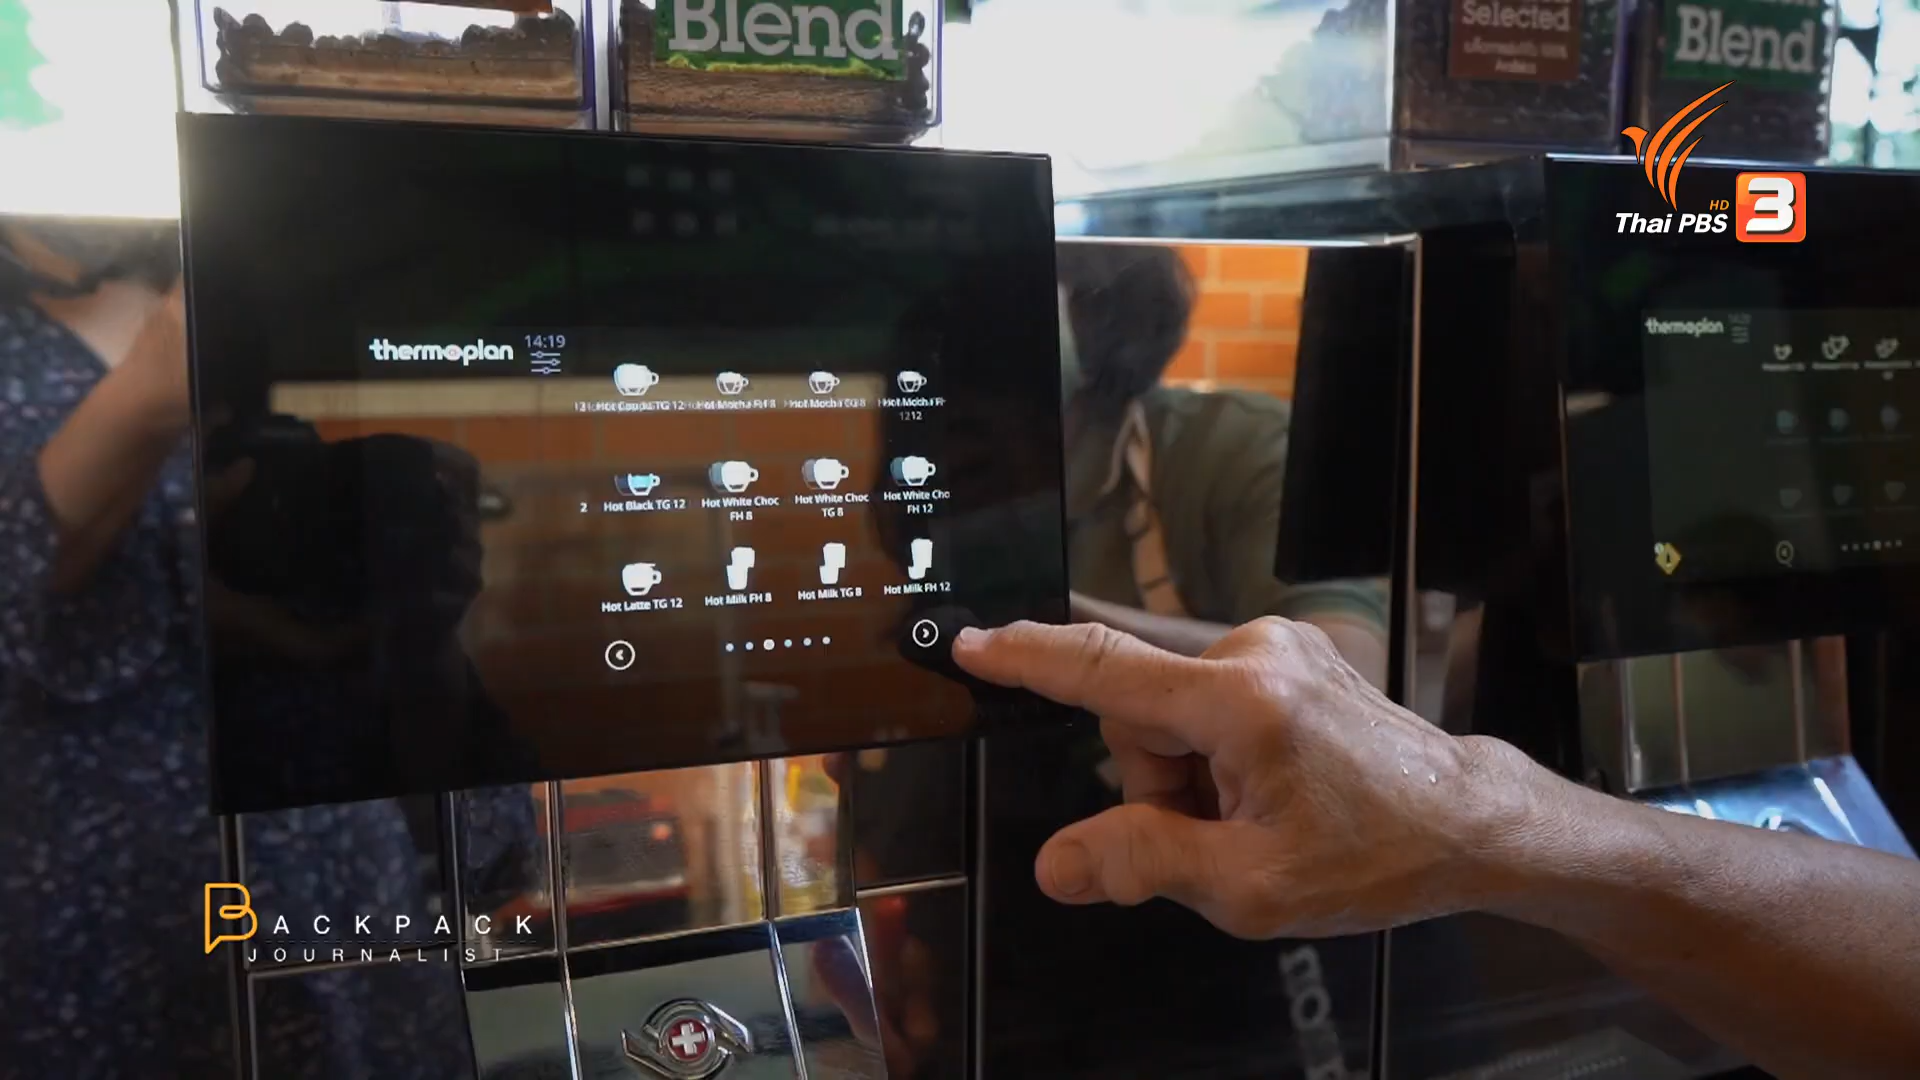 Blend
Selected
Blend
HD
Thai PBS 3
thermoplan
14:19
Hot Mocha FH 8
Hot Mocha TG 8
Hot Mocha FH
12
2
Hot Black TG 12
Hot White Choc
FH 8
Hot White Choc
TG 8
Hot White Cho
FH 12
Hot Latte TG 12
Hot Milk FH 8
Hot Milk TG 8
Hot Milk FH 12
thermoplan
BACKPACK
JOURNALIST